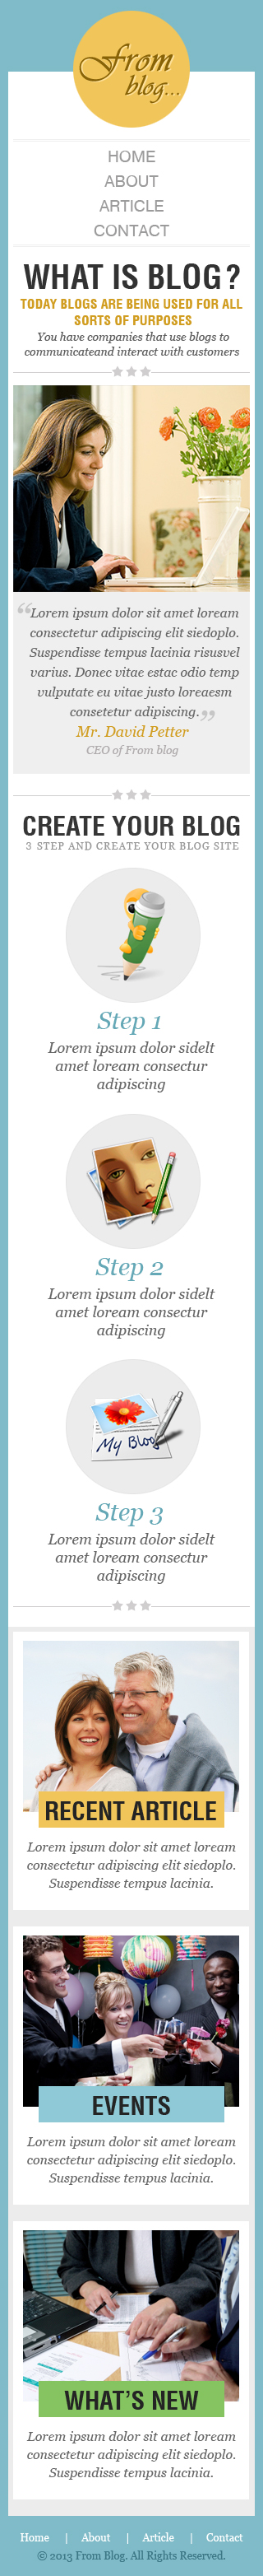 From
blog...
HOME
ABOUT
ARTICLE
CONTACT
WHAT IS BLOG?
TODAY BLOGS ARE BEING USED FOR ALL
SORTS OF PURPOSES
You have companies that use blogs to
communicateand interact with customers
“Lorem ipsum dolor sit amet loream
consectetur adipiscing elit siedoplo.
Suspendisse tempus lacinia risusvel
varius. Donec vitae estac odio temp
vulputate eu vitae justo loreaesm
consetetur adipiscing.”
Mr. David Petter
CEO of From blog
CREATE YOUR BLOG
3 STEP AND CREATE YOUR BLOG SITE
Step 1
Lorem ipsum dolor sidelt
amet loream consectur
adipiscing
Step 2
Lorem ipsum dolor sidelt
amet loream consectur
adipiscing
My Blog
Step 3
Lorem ipsum dolor sidelt
amet loream consectur
adipiscing
RECENT ARTICLE
Lorem ipsum dolor sit amet loream
consectetur adipiscing elit siedoplo.
Suspendisse tempus lacinia.
EVENTS
Lorem ipsum dolor sit amet loream
consectetur adipiscing elit siedoplo.
Suspendisse tempus lacinia.
WHAT'S NEW
Lorem ipsum dolor sit amet loream
consectetur adipiscing elit siedoplo.
Suspendisse tempus lacinia.
Home | About | Article | Contact
© 2013 From Blog. All Rights Reserved.